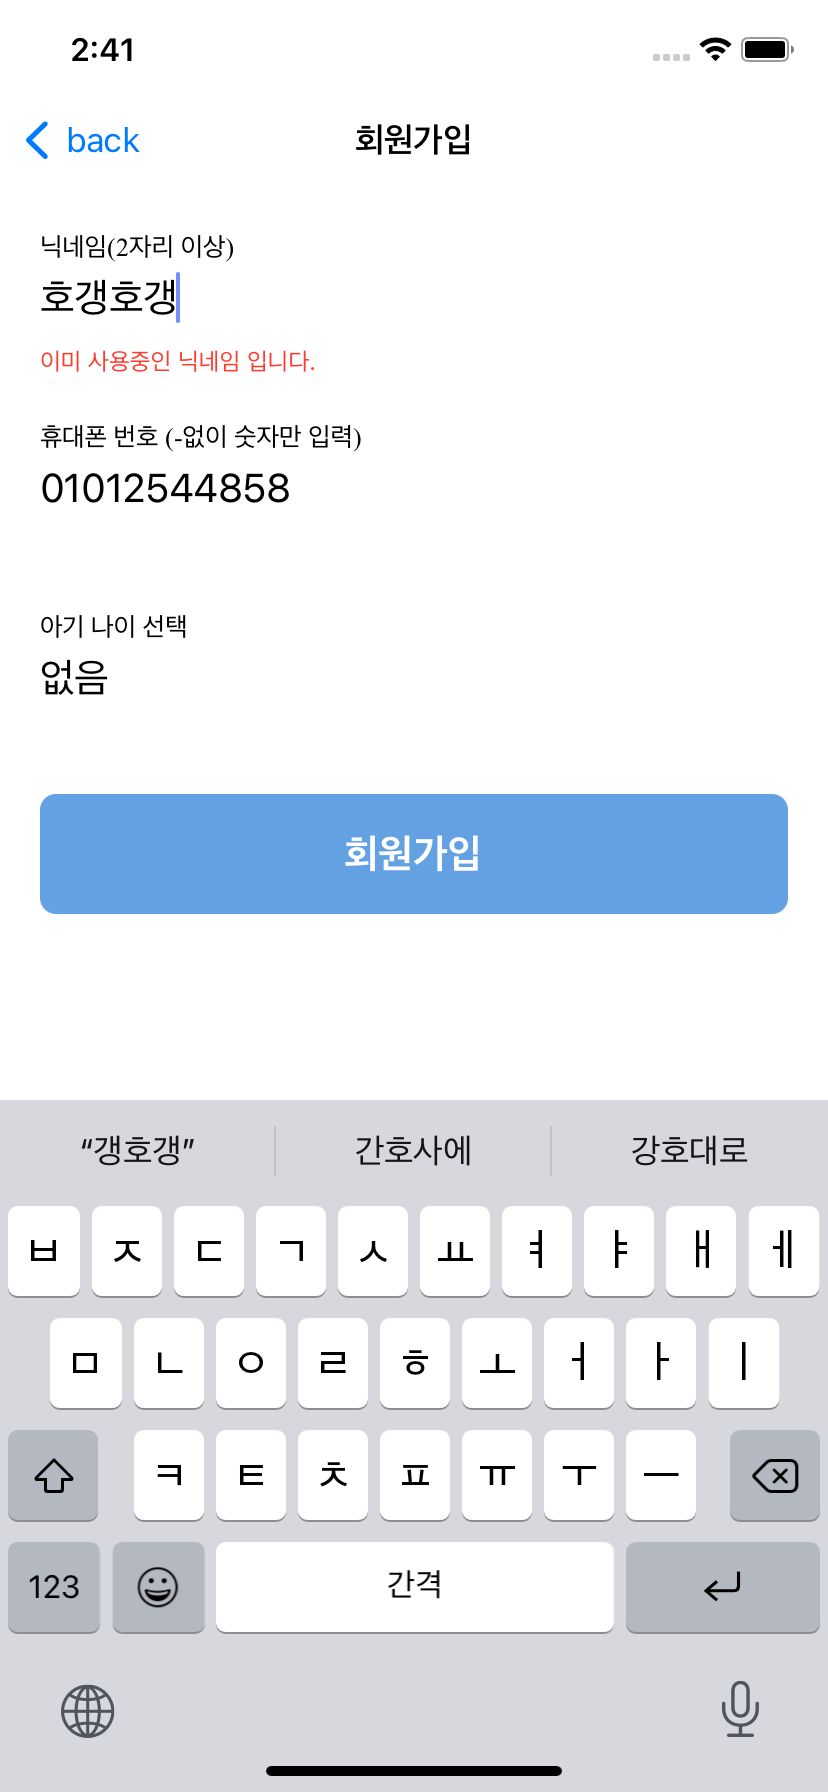 2:41
back
회원가입
닉네임(2자리 이상)
호갱호갱
이미 사용중인 닉네임 입니다.
휴대폰 번호 (-없이 숫자만 입력)
01012544858
아기 나이 선택
없음
회원가입
“갱호갱” 간호사에 강호대로
ㅂ ㅈ ㄷ ㄱ ㅅ ㅛ ㅕ ㅑ ㅐ ㅔ
ㅁ ㄴ ㅇ ㄹ ㅎ ㅗ ㅓ ㅏ ㅣ
ㅋ ㅌ ㅊ ㅍ ㅠ ㅜ ㅡ
123 간격